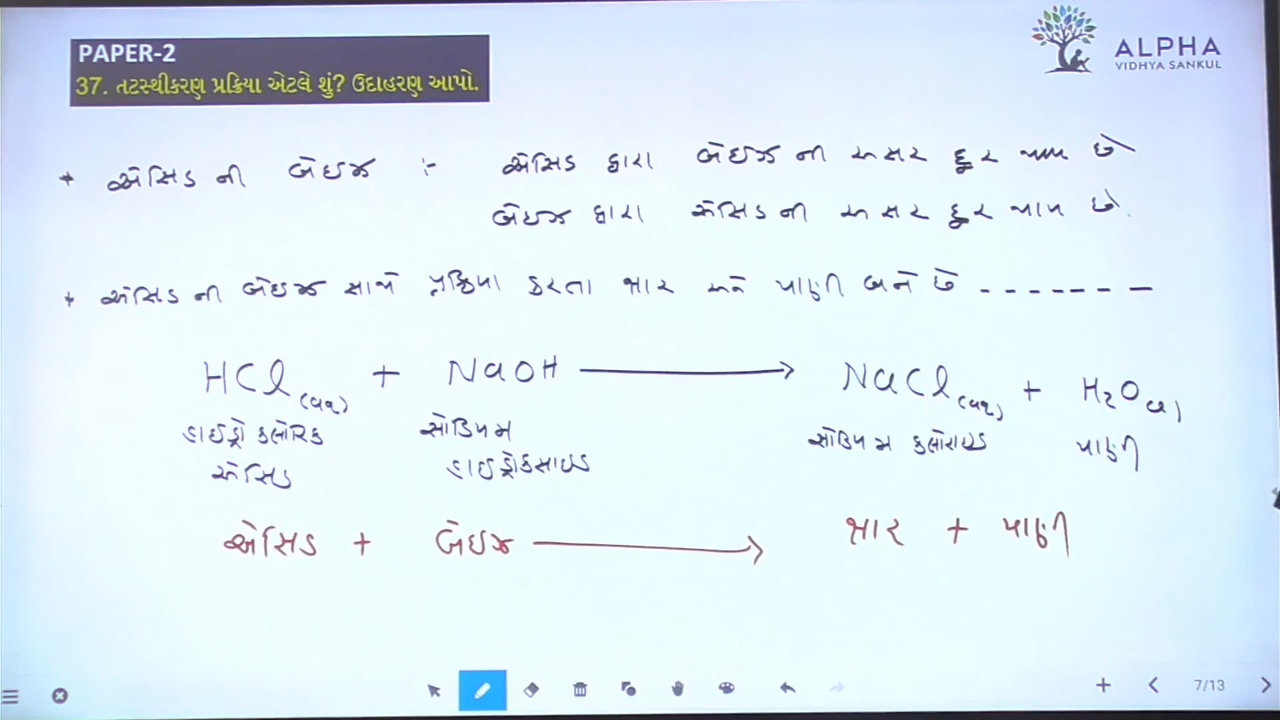 PAPER-2
37. તટસ્થીકરણ પ્રક્રિયા એટલે શું? ઉદાહરણ આપો.
ALPHA
VIDHYA SANKUL
* એસિડ ની બેઇઝ :- એસિડ દ્વારા બેઇઝ ની અસર દૂર થાય છે
બેઇઝ દ્વારા એસિડ ની અસર દૂર થાય છે.
* એસિડ ની બેઇઝ સાથે પ્રક્રિયા કરતા ક્ષાર અને પાણી બને છે -------
HCl(aq) + NaOH ⟶ NaCl(aq) + H₂O(l)
હાઈડ્રો ક્લોરિક સોડિયમ સોડિયમ ક્લોરાઇડ પાણી
એસિડ હાઈડ્રોક્સાઇડ
એસિડ + બેઇઝ ⟶ ક્ષાર + પાણી
7/13